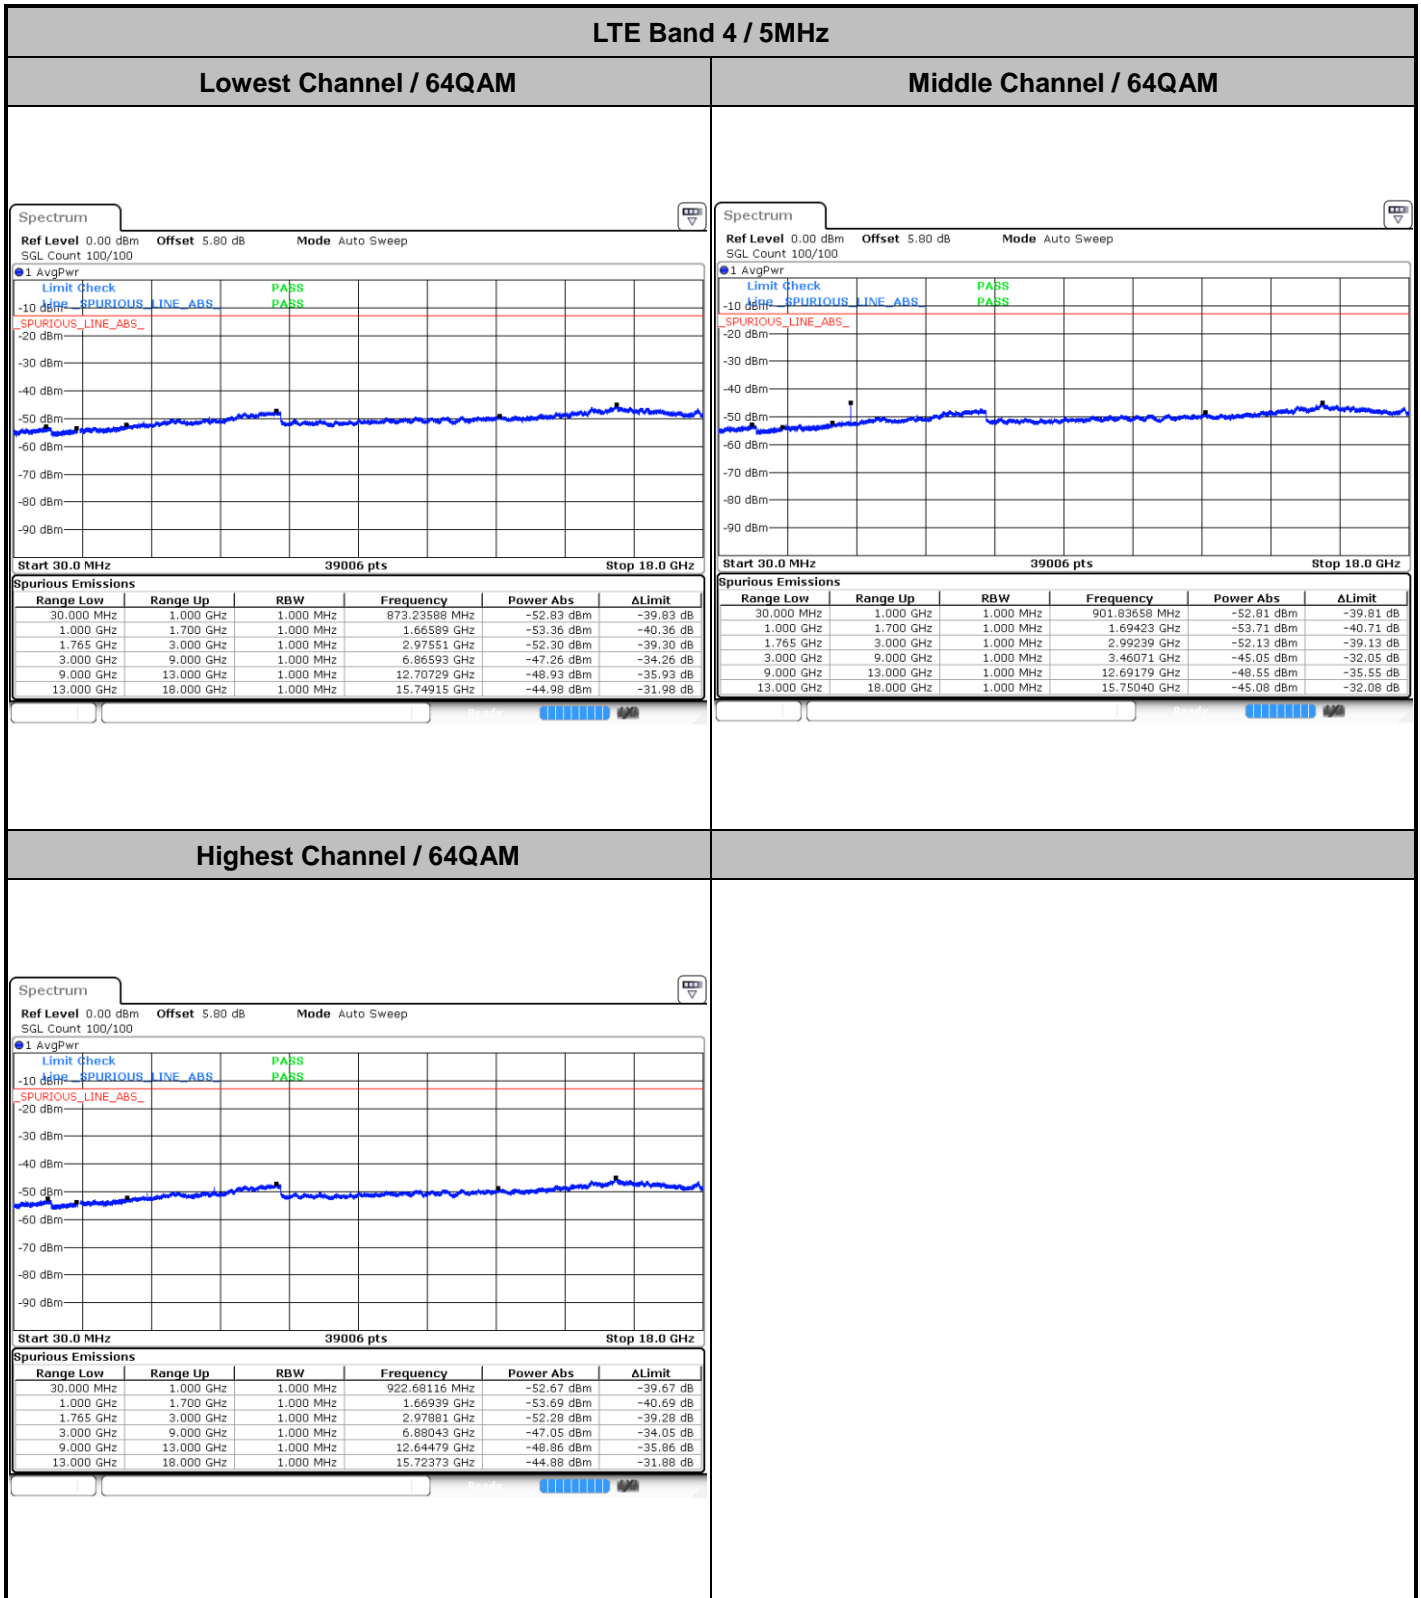 LTE Band 4 / 5MHz
Lowest Channel / 64QAM
Middle Channel / 64QAM
Spectrum
Ref Level 0.00 dBm Offset 5.80 dB Mode Auto Sweep
SGL Count 100/100
1 AvgPwr
Limit Check PASS
Line _SPURIOUS_LINE_ABS_ PASS
-10 dBm
_SPURIOUS_LINE_ABS_
-20 dBm
-30 dBm
-40 dBm
-50 dBm
-60 dBm
-70 dBm
-80 dBm
-90 dBm
Start 30.0 MHz 39006 pts Stop 18.0 GHz
Spurious Emissions
Range Low Range Up RBW Frequency Power Abs ΔLimit
30.000 MHz 1.000 GHz 1.000 MHz 873.23588 MHz -52.83 dBm -39.83 dB
1.000 GHz 1.700 GHz 1.000 MHz 1.66589 GHz -53.36 dBm -40.36 dB
1.765 GHz 3.000 GHz 1.000 MHz 2.97551 GHz -52.30 dBm -39.30 dB
3.000 GHz 9.000 GHz 1.000 MHz 6.86593 GHz -47.26 dBm -34.26 dB
9.000 GHz 13.000 GHz 1.000 MHz 12.70729 GHz -48.93 dBm -35.93 dB
13.000 GHz 18.000 GHz 1.000 MHz 15.74915 GHz -44.98 dBm -31.98 dB
Ready
Spectrum
Ref Level 0.00 dBm Offset 5.80 dB Mode Auto Sweep
SGL Count 100/100
1 AvgPwr
Limit Check PASS
Line _SPURIOUS_LINE_ABS_ PASS
-10 dBm
_SPURIOUS_LINE_ABS_
-20 dBm
-30 dBm
-40 dBm
-50 dBm
-60 dBm
-70 dBm
-80 dBm
-90 dBm
Start 30.0 MHz 39006 pts Stop 18.0 GHz
Spurious Emissions
Range Low Range Up RBW Frequency Power Abs ΔLimit
30.000 MHz 1.000 GHz 1.000 MHz 901.83658 MHz -52.81 dBm -39.81 dB
1.000 GHz 1.700 GHz 1.000 MHz 1.69423 GHz -53.71 dBm -40.71 dB
1.765 GHz 3.000 GHz 1.000 MHz 2.99239 GHz -52.13 dBm -39.13 dB
3.000 GHz 9.000 GHz 1.000 MHz 3.46071 GHz -45.05 dBm -32.05 dB
9.000 GHz 13.000 GHz 1.000 MHz 12.69179 GHz -48.55 dBm -35.55 dB
13.000 GHz 18.000 GHz 1.000 MHz 15.75040 GHz -45.08 dBm -32.08 dB
Ready
Highest Channel / 64QAM
Spectrum
Ref Level 0.00 dBm Offset 5.80 dB Mode Auto Sweep
SGL Count 100/100
1 AvgPwr
Limit Check PASS
Line _SPURIOUS_LINE_ABS_ PASS
-10 dBm
_SPURIOUS_LINE_ABS_
-20 dBm
-30 dBm
-40 dBm
-50 dBm
-60 dBm
-70 dBm
-80 dBm
-90 dBm
Start 30.0 MHz 39006 pts Stop 18.0 GHz
Spurious Emissions
Range Low Range Up RBW Frequency Power Abs ΔLimit
30.000 MHz 1.000 GHz 1.000 MHz 922.68116 MHz -52.67 dBm -39.67 dB
1.000 GHz 1.700 GHz 1.000 MHz 1.66939 GHz -53.69 dBm -40.69 dB
1.765 GHz 3.000 GHz 1.000 MHz 2.97881 GHz -52.28 dBm -39.28 dB
3.000 GHz 9.000 GHz 1.000 MHz 6.88043 GHz -47.05 dBm -34.05 dB
9.000 GHz 13.000 GHz 1.000 MHz 12.64479 GHz -48.86 dBm -35.86 dB
13.000 GHz 18.000 GHz 1.000 MHz 15.72373 GHz -44.88 dBm -31.88 dB
Ready